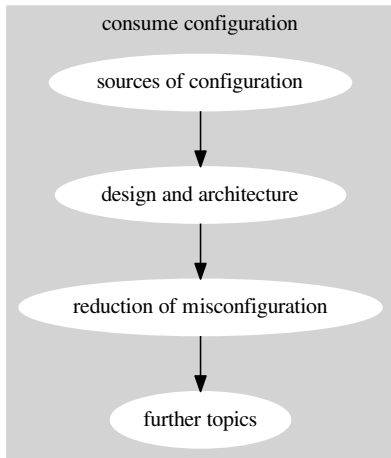 consume configuration
sources of configuration
design and architecture
reduction of misconfiguration
further topics